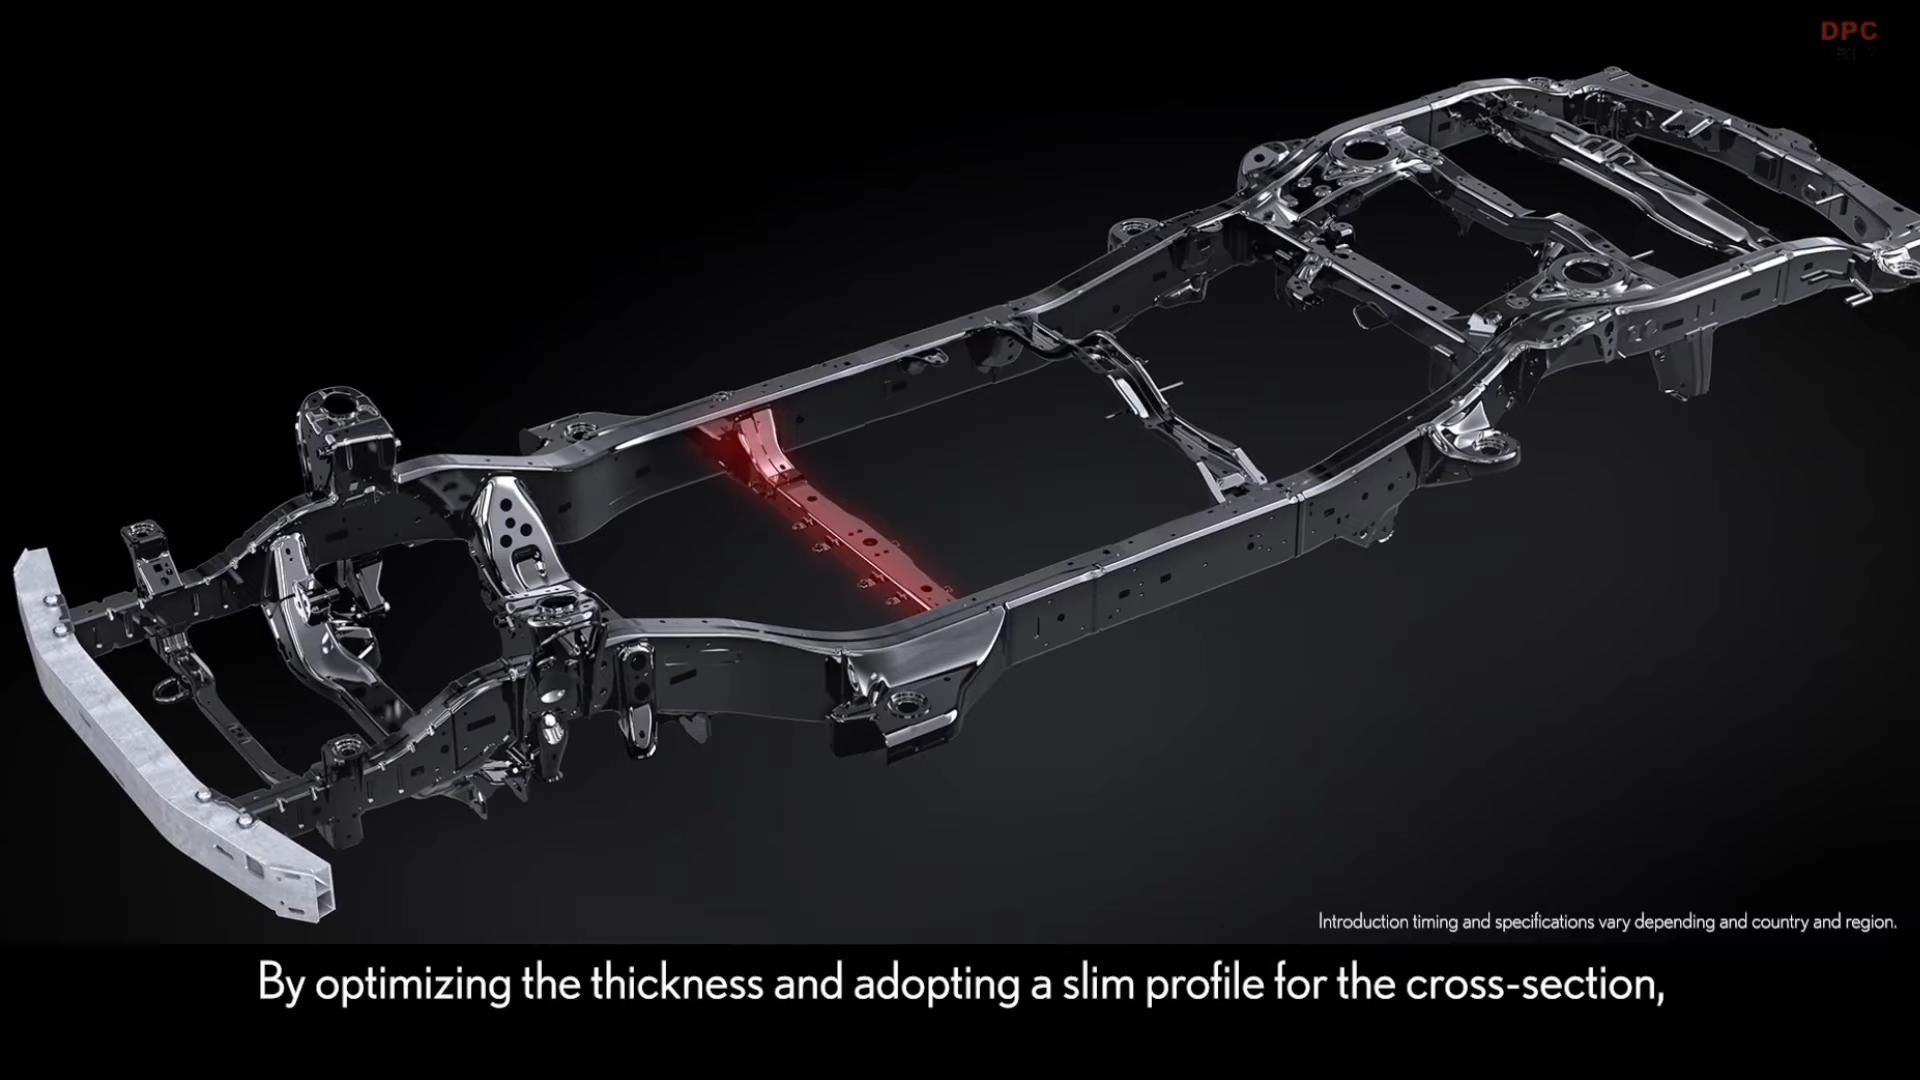 DPC
Introduction timing and specifications vary depending and country and region.
By optimizing the thickness and adopting a slim profile for the cross-section,